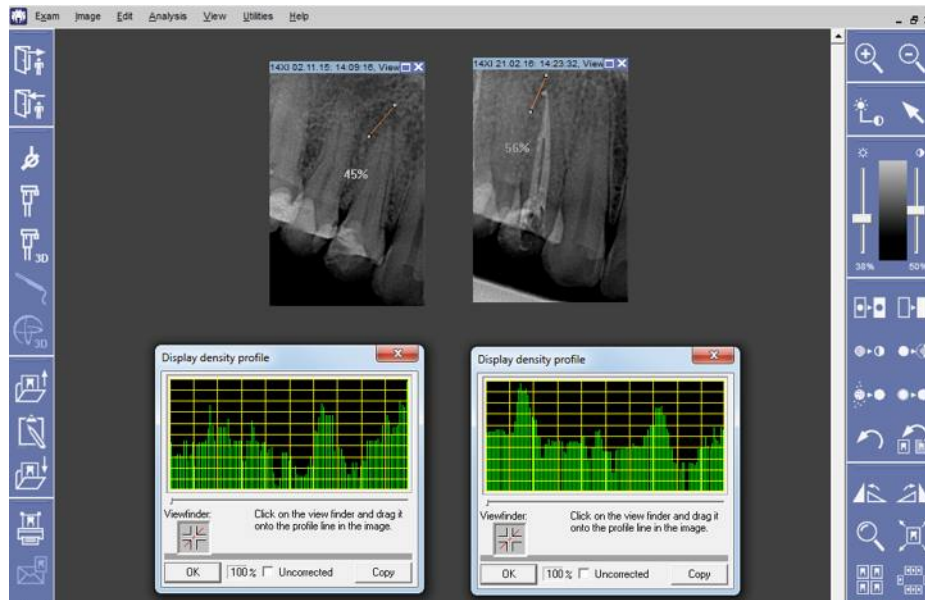 Exam Image Edit Analysis View Utilities Help
14XI 02.11.15; 14:09:16, View
14XI 21.02.16; 14:23:32, View
45%
56%
3D
3D
38% 50%
Display density profile
Viewfinder:
Click on the view finder and drag it
onto the profile line in the image.
OK 100 % Uncorrected Copy
Display density profile
Viewfinder:
Click on the view finder and drag it
onto the profile line in the image.
OK 100 % Uncorrected Copy